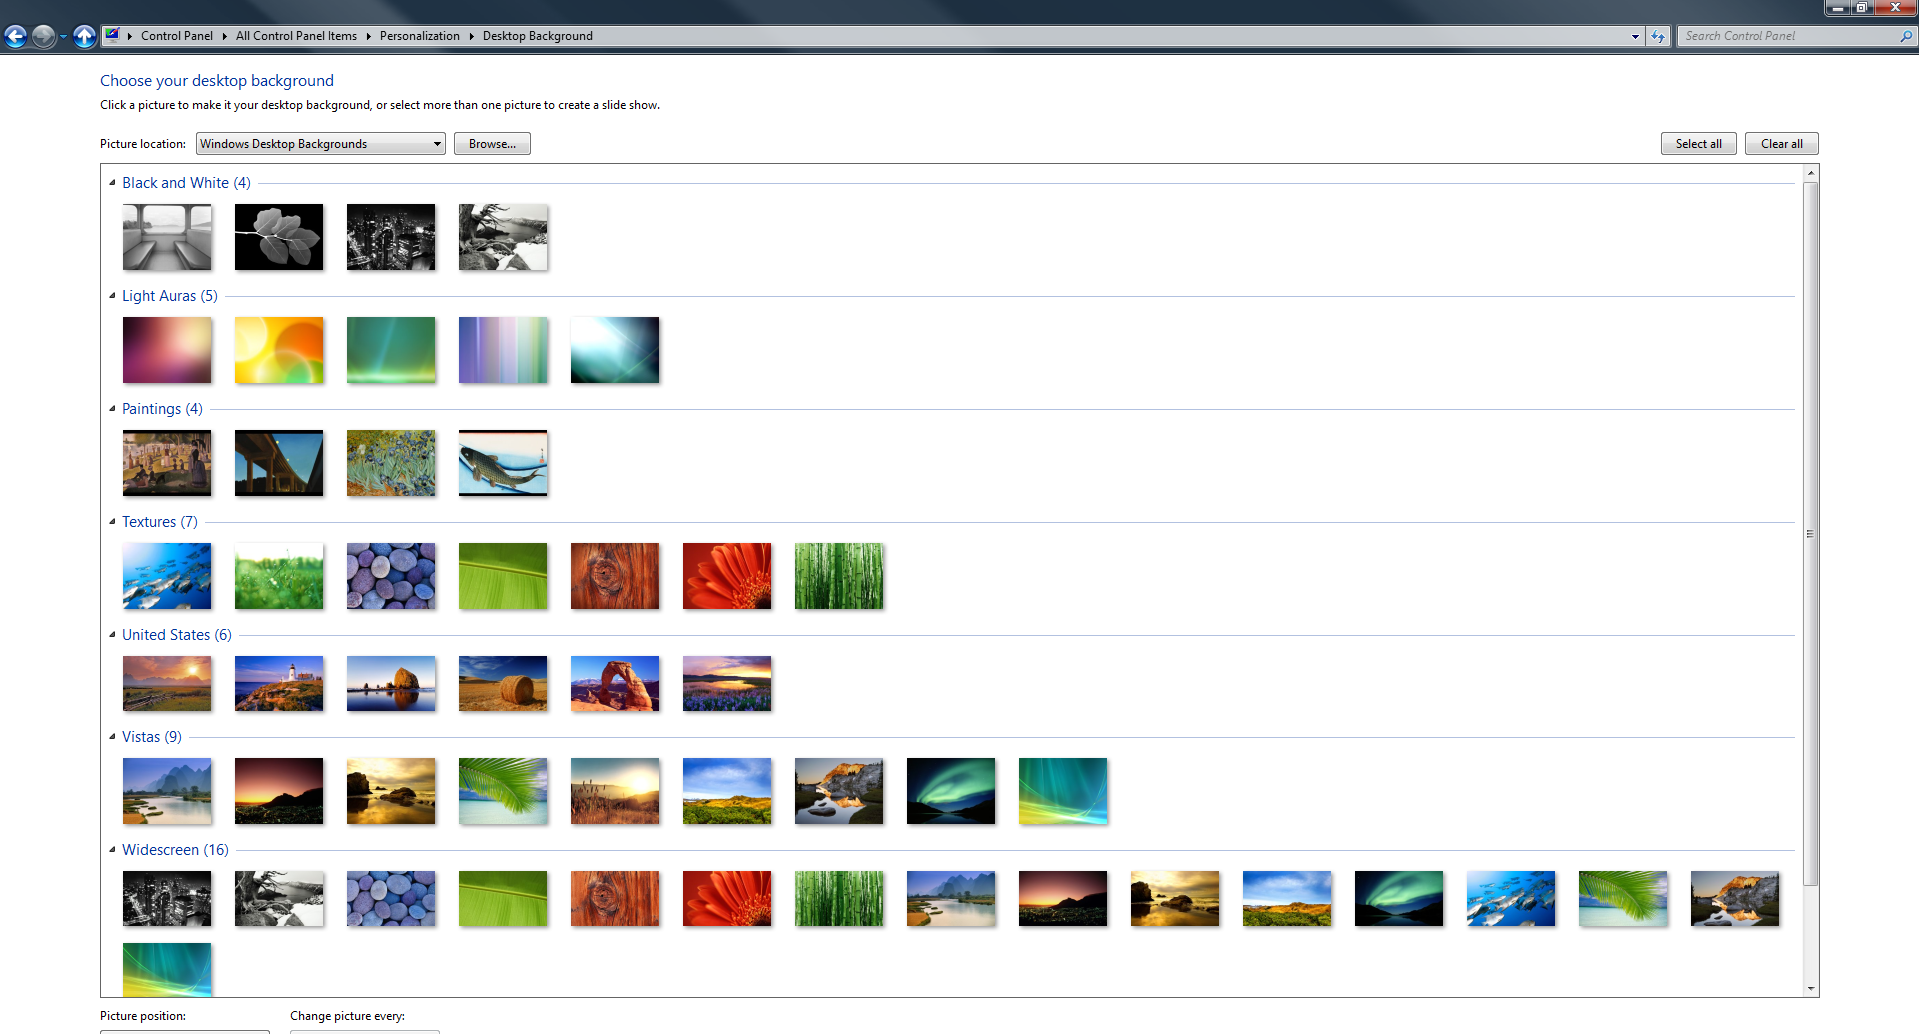 Control Panel All Control Panel Items Personalization Desktop Background
Search Control Panel
Choose your desktop background
Click a picture to make it your desktop background, or select more than one picture to create a slide show.
Picture location: Windows Desktop Backgrounds Browse... Select all Clear all
Black and White (4)
Light Auras (5)
Paintings (4)
Textures (7)
United States (6)
Vistas (9)
Widescreen (16)
Picture position: Change picture every: